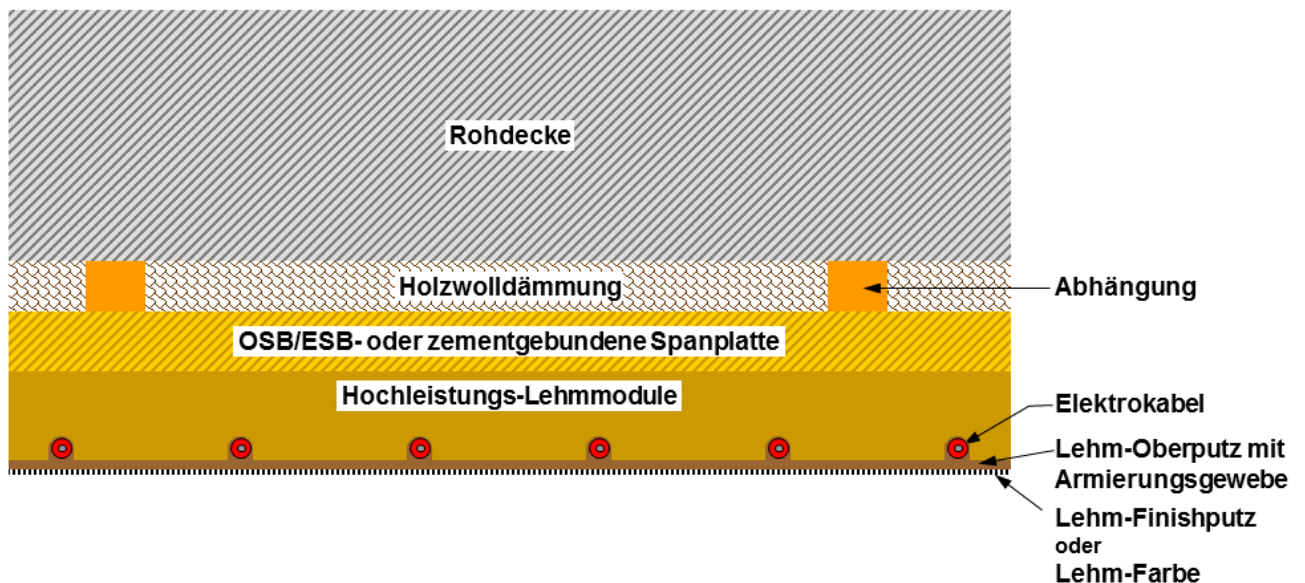 Rohdecke
Holzwolldämmung
Abhängung
OSB/ESB- oder zementgebundene Spanplatte
Hochleistungs-Lehmmodule
Elektrokabel
Lehm-Oberputz mit
Armierungsgewebe
Lehm-Finishputz
oder
Lehm-Farbe